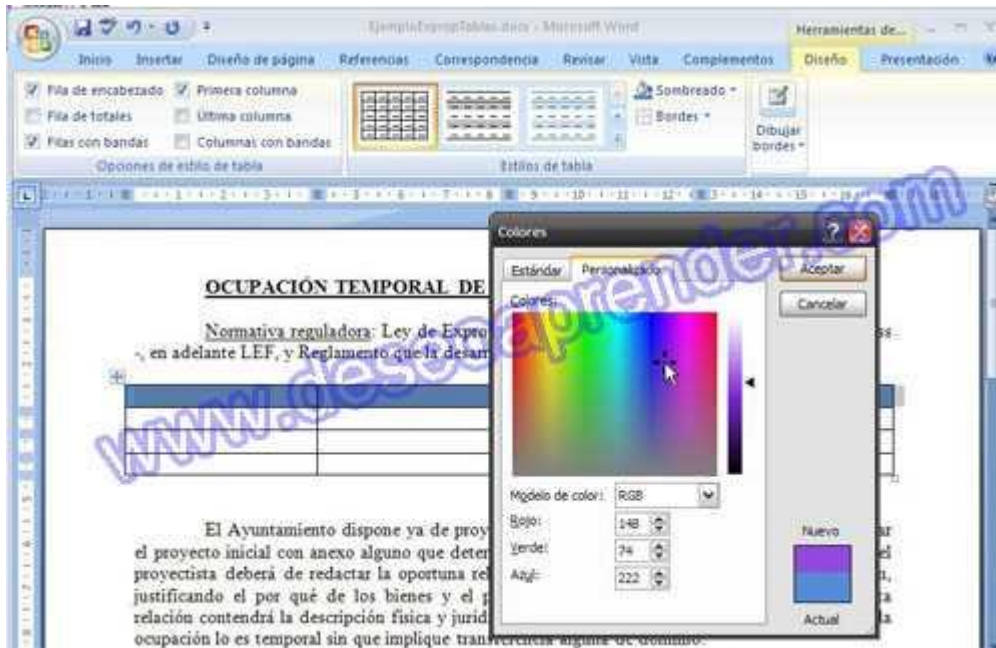 EjemploExpropTablas.docx - Microsoft Word
Herramientas de...
Inicio Insertar Diseño de página Referencias Correspondencia Revisar Vista Complementos Diseño Presentación
Fila de encabezado Primera columna
Fila de totales Última columna
Filas con bandas Columnas con bandas
Opciones de estilo de tabla
Estilos de tabla
Sombreado
Bordes
Dibujar
bordes
www.descaaprender.com
OCUPACIÓN TEMPORAL DE
Normativa reguladora: Ley de Expro
en adelante LEF, y Reglamento que la desarr
El Ayuntamiento dispone ya de proy
el proyecto inicial con anexo alguno que deter
proyectista deberá de redactar la oportuna rel
justificando el por qué de los bienes y el p
relación contendrá la descripción física y juríd
ocupación lo es temporal sin que implique transferencia alguna de dominio.
Colores
Estándar Personalizado
Aceptar
Cancelar
Colores:
Modelo de color: RGB
Rojo: 148
Verde: 74
Azul: 222
Nuevo
Actual